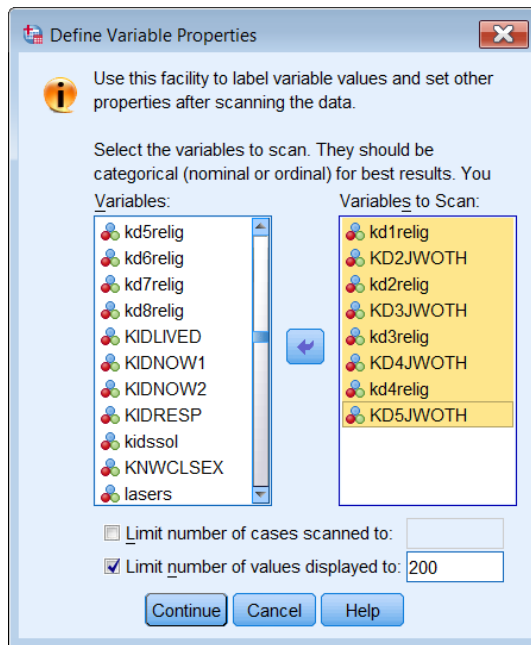 Define Variable Properties
Use this facility to label variable values and set other
properties after scanning the data.
Select the variables to scan. They should be
categorical (nominal or ordinal) for best results. You
Variables:
kd5relig
kd6relig
kd7relig
kd8relig
KIDLIVED
KIDNOW1
KIDNOW2
KIDRESP
kidssol
KNWCLSEX
lasers
Variables to Scan:
kd1relig
KD2JWOTH
kd2relig
KD3JWOTH
kd3relig
KD4JWOTH
kd4relig
KD5JWOTH
Limit number of cases scanned to:
Limit number of values displayed to: 200
Continue Cancel Help